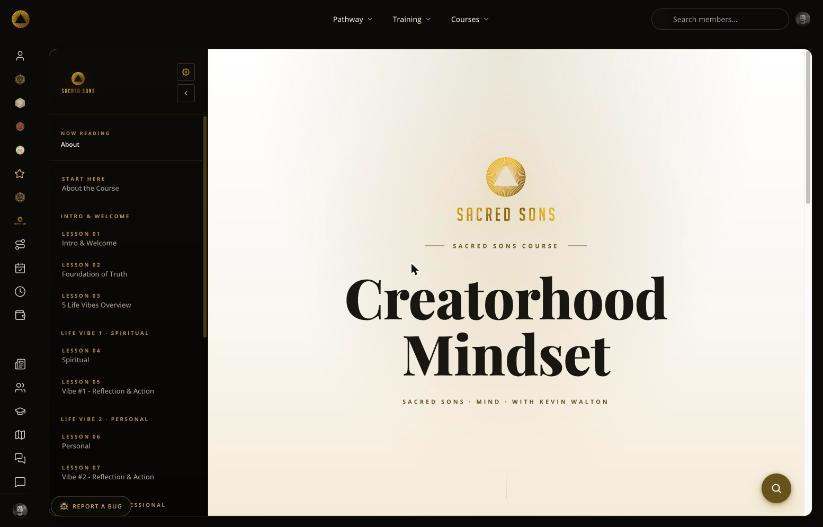 Pathway
Training
Courses
Search members...
SACRED SONS
NOW READING
About
START HERE
About the Course
INTRO & WELCOME
LESSON 01
Intro & Welcome
LESSON 02
Foundation of Truth
LESSON 03
5 Life Vibes Overview
LIFE VIBE 1 · SPIRITUAL
LESSON 04
Spiritual
LESSON 05
Vibe #1 - Reflection & Action
LIFE VIBE 2 · PERSONAL
LESSON 06
Personal
LESSON 07
Vibe #2 - Reflection & Action
ESSIONAL
REPORT A BUG
SACRED SONS
SACRED SONS COURSE
Creatorhood
Mindset
SACRED SONS · MIND · WITH KEVIN WALTON